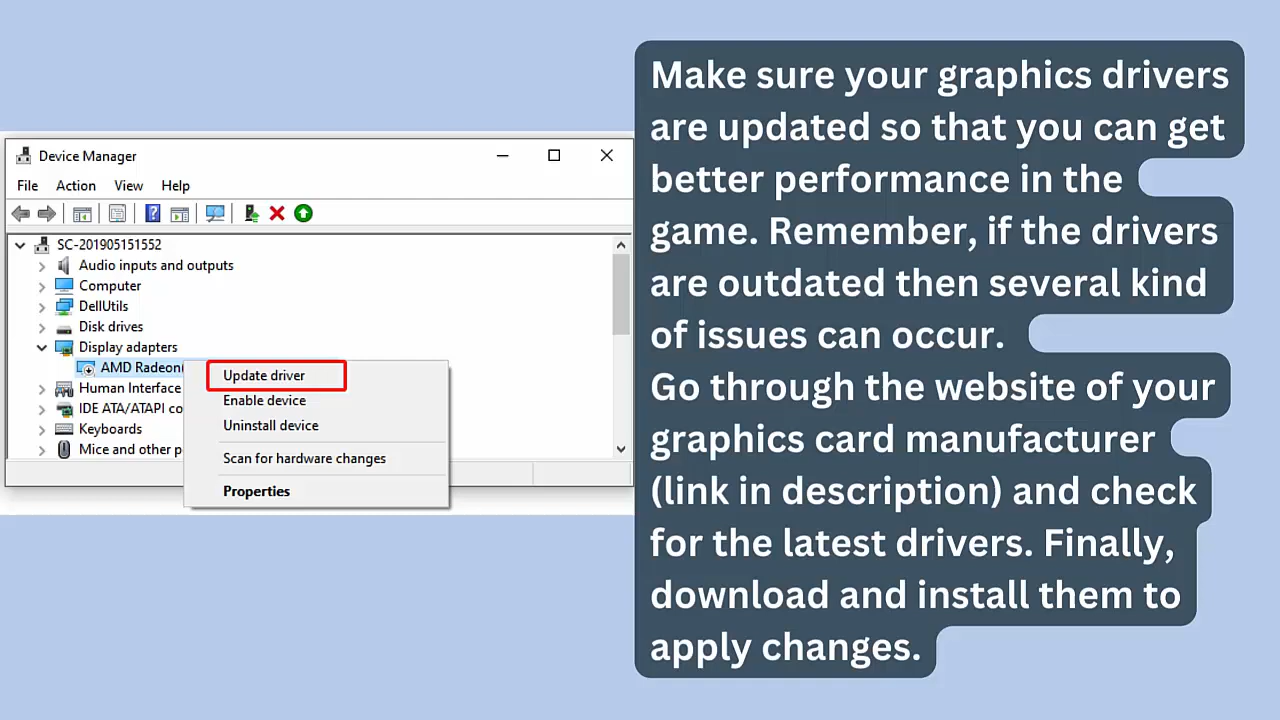 Device Manager
File Action View Help
SC-201905151552
Audio inputs and outputs
Computer
DellUtils
Disk drives
Display adapters
AMD Radeon(
Human Interface
IDE ATA/ATAPI co
Keyboards
Mice and other p
Update driver
Enable device
Uninstall device
Scan for hardware changes
Properties
Make sure your graphics drivers
are updated so that you can get
better performance in the
game. Remember, if the drivers
are outdated then several kind
of issues can occur.
Go through the website of your
graphics card manufacturer
(link in description) and check
for the latest drivers. Finally,
download and install them to
apply changes.